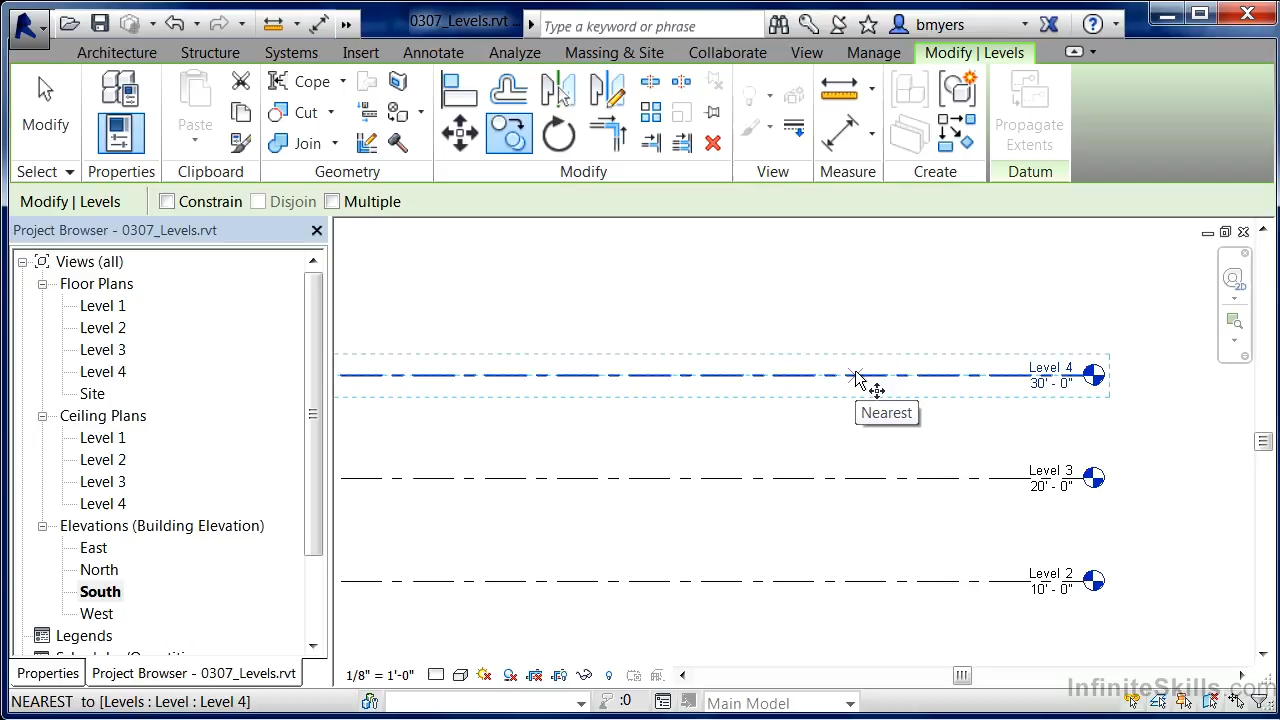 0307_Levels.rvt ...
Type a keyword or phrase
bmyers
Architecture Structure Systems Insert Annotate Analyze Massing & Site Collaborate View Manage Modify | Levels
Modify
Paste
Cope
Cut
Join
Propagate
Extents
Select Properties Clipboard Geometry Modify View Measure Create Datum
Modify | Levels Constrain Disjoin Multiple
Project Browser - 0307_Levels.rvt
Views (all)
Floor Plans
Level 1
Level 2
Level 3
Level 4
Site
Ceiling Plans
Level 1
Level 2
Level 3
Level 4
Elevations (Building Elevation)
East
North
South
West
Legends
2D
Level 4
30' - 0"
Nearest
Level 3
20' - 0"
Level 2
10' - 0"
Properties Project Browser - 0307_Levels.rvt
1/8" = 1'-0"
InfiniteSkills.com
NEAREST to [Levels : Level : Level 4]
:0
Main Model